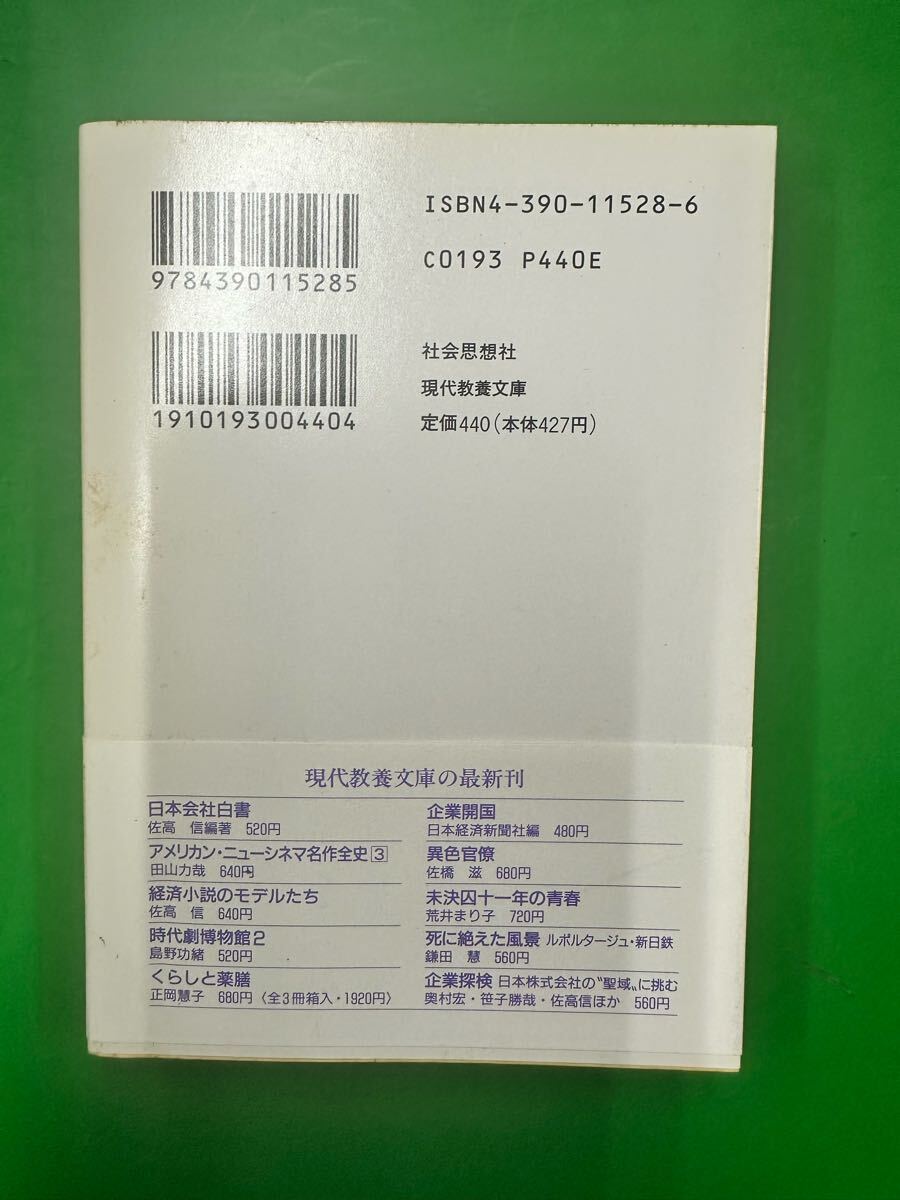 ISBN4-390-11528-6
C0193 P440E
9784390115285
1910193004404
社会思想社
現代教養文庫
定価440(本体427円)
現代教養文庫の最新刊
日本会社白書
佐高 信編著 520円
アメリカン・ニューシネマ名作全史3
田山力哉 640円
経済小説のモデルたち
佐高 信 640円
時代劇博物館2
島野功緒 520円
くらしと薬膳
正岡慧子 680円〈全3冊箱入・1920円〉
企業開国
日本経済新聞社編 480円
異色官僚
佐橋 滋 680円
未決囚十一年の青春
荒井まり子 720円
死に絶えた風景 ルポルタージュ・新日鉄
鎌田 慧 560円
企業探検 日本株式会社の〝聖域〟に挑む
奥村宏・笹子勝哉・佐高信ほか 560円